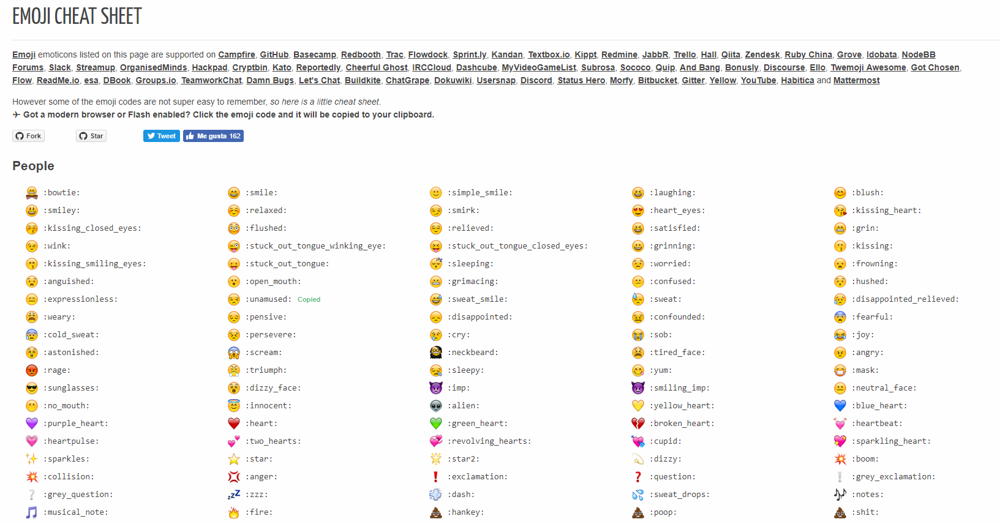 EMOJI CHEAT SHEET
Emoji emoticons listed on this page are supported on Campfire, GitHub, Basecamp, Redbooth, Trac, Flowdock, Sprint.ly, Kandan, Textbox.io, Kippt, Redmine, JabbR, Trello, Hall, Qiita, Zendesk, Ruby China, Grove, Idobata, NodeBB
Forums, Slack, Streamup, OrganisedMinds, Hackpad, Cryptbin, Kato, Reportedly, Cheerful Ghost, IRCCloud, Dashcube, MyVideoGameList, Subrosa, Sococo, Quip, And Bang, Bonusly, Discourse, Ello, Twemoji Awesome, Got Chosen,
Flow, ReadMe.io, esa, DBook, Groups.io, TeamworkChat, Damn Bugs, Let's Chat, Buildkite, ChatGrape, Dokuwiki, Usersnap, Discord, Status Hero, Morfy, Bitbucket, Gitter, Yellow, YouTube, Habitica and Mattermost
However some of the emoji codes are not super easy to remember, so here is a little cheat sheet.
✈ Got a modern browser or Flash enabled? Click the emoji code and it will be copied to your clipboard.
Fork Star Tweet Me gusta 162
People
:bowtie: :smile: :simple_smile: :laughing: :blush:
:smiley: :relaxed: :smirk: :heart_eyes: :kissing_heart:
:kissing_closed_eyes: :flushed: :relieved: :satisfied: :grin:
:wink: :stuck_out_tongue_winking_eye: :stuck_out_tongue_closed_eyes: :grinning: :kissing:
:kissing_smiling_eyes: :stuck_out_tongue: :sleeping: :worried: :frowning:
:anguished: :open_mouth: :grimacing: :confused: :hushed:
:expressionless: :unamused: Copied :sweat_smile: :sweat: :disappointed_relieved:
:weary: :pensive: :disappointed: :confounded: :fearful:
:cold_sweat: :persevere: :cry: :sob: :joy:
:astonished: :scream: :neckbeard: :tired_face: :angry:
:rage: :triumph: :sleepy: :yum: :mask:
:sunglasses: :dizzy_face: :imp: :smiling_imp: :neutral_face:
:no_mouth: :innocent: :alien: :yellow_heart: :blue_heart:
:purple_heart: :heart: :green_heart: :broken_heart: :heartbeat:
:heartpulse: :two_hearts: :revolving_hearts: :cupid: :sparkling_heart:
:sparkles: :star: :star2: :dizzy: :boom:
:collision: :anger: :exclamation: :question: :grey_exclamation:
:grey_question: :zzz: :dash: :sweat_drops: :notes:
:musical_note: :fire: :hankey: :poop: :shit: